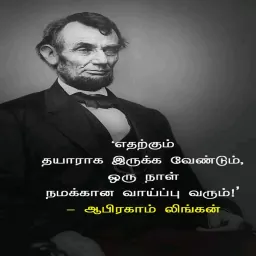 ‘எதற்கும்
தயாராக இருக்க வேண்டும்,
ஒரு நாள்
நமக்கான வாய்ப்பு வரும்!’
– ஆபிரகாம் லிங்கன்